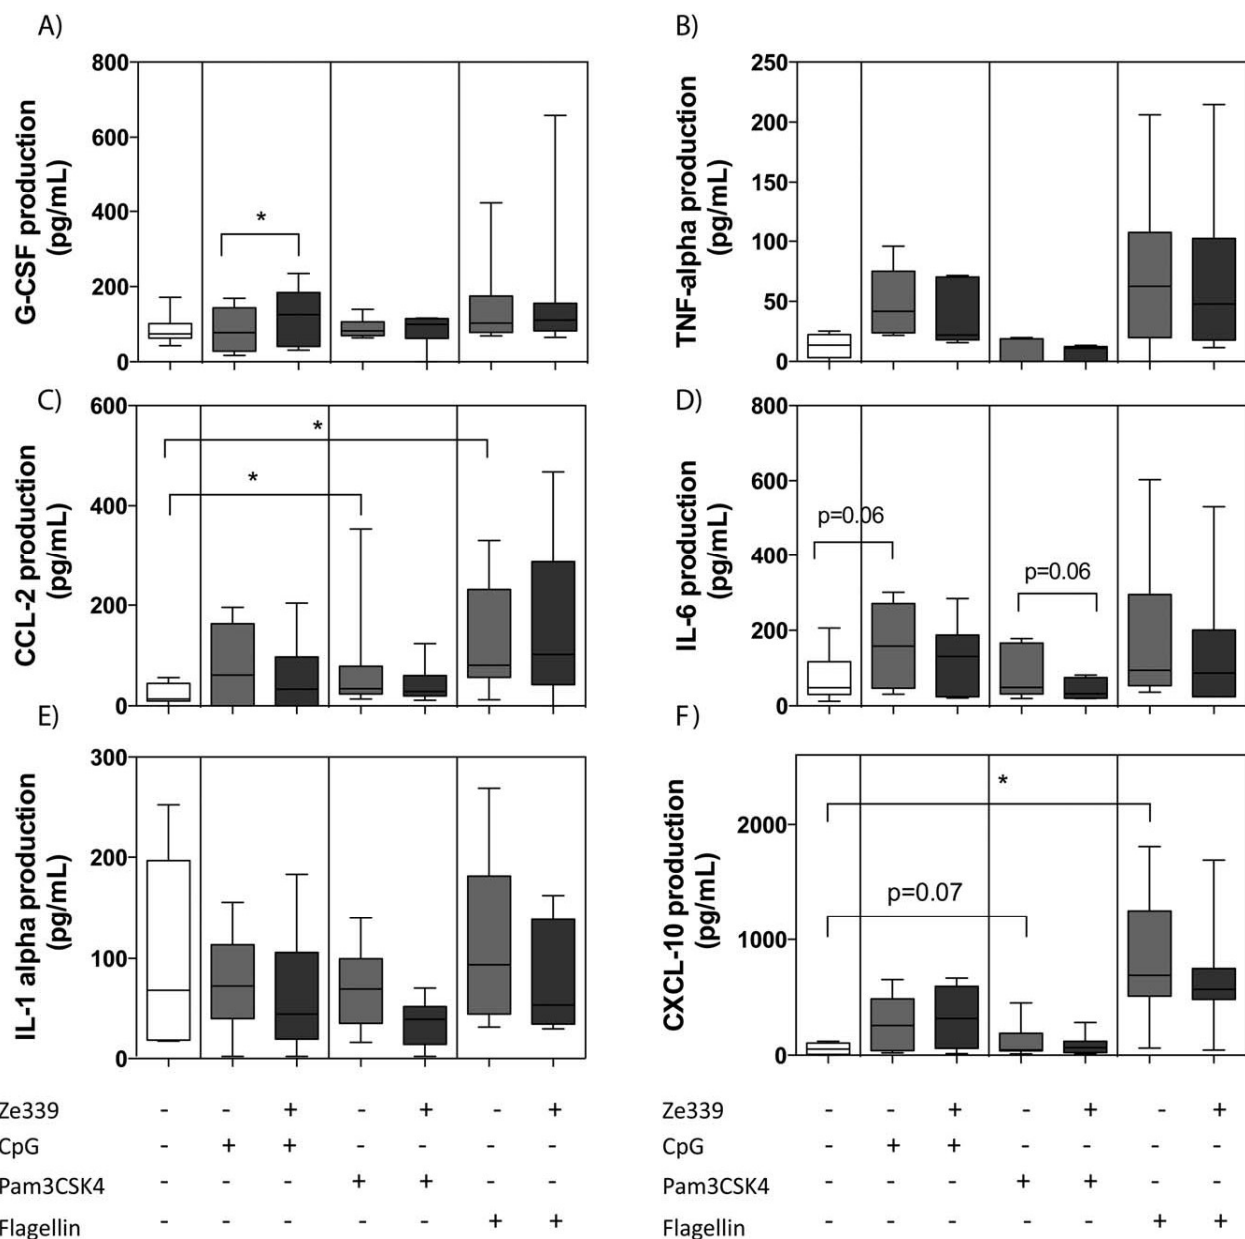 A)
G-CSF production
(pg/mL)
800
600
400
200
0
*
B)
TNF-alpha production
(pg/mL)
250
200
150
100
50
0
C)
CCL-2 production
(pg/mL)
600
400
200
0
*
*
D)
IL-6 production
(pg/mL)
800
600
400
200
0
p=0.06
p=0.06
E)
IL-1 alpha production
(pg/mL)
300
200
100
0
F)
CXCL-10 production
(pg/mL)
2000
1000
0
*
p=0.07
Ze339 - - + - + - +
CpG - + + - - - -
Pam3CSK4 - - - + + - -
Flagellin - - - - - + +
Ze339 - - + - + - +
CpG - + + - - - -
Pam3CSK4 - - - + + - -
Flagellin - - - - - + +